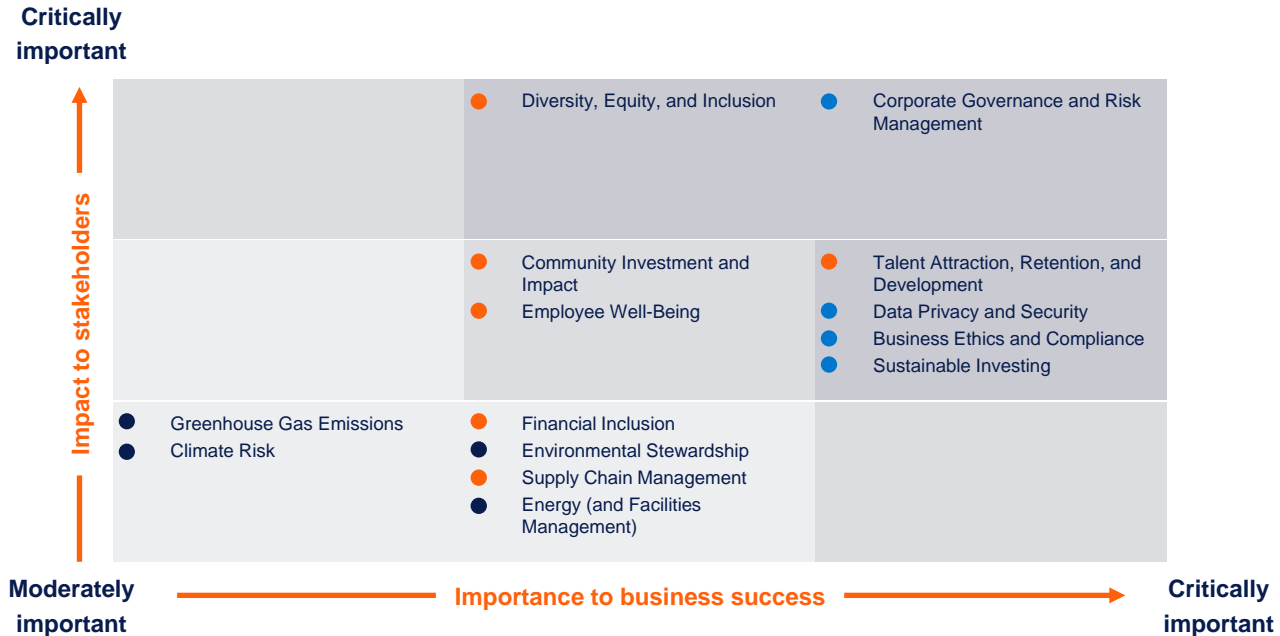 Critically
important
Impact to stakeholders
Diversity, Equity, and Inclusion
Corporate Governance and Risk
Management
Community Investment and
Impact
Employee Well-Being
Talent Attraction, Retention, and
Development
Data Privacy and Security
Business Ethics and Compliance
Sustainable Investing
Greenhouse Gas Emissions
Climate Risk
Financial Inclusion
Environmental Stewardship
Supply Chain Management
Energy (and Facilities
Management)
Moderately
important
Importance to business success
Critically
important